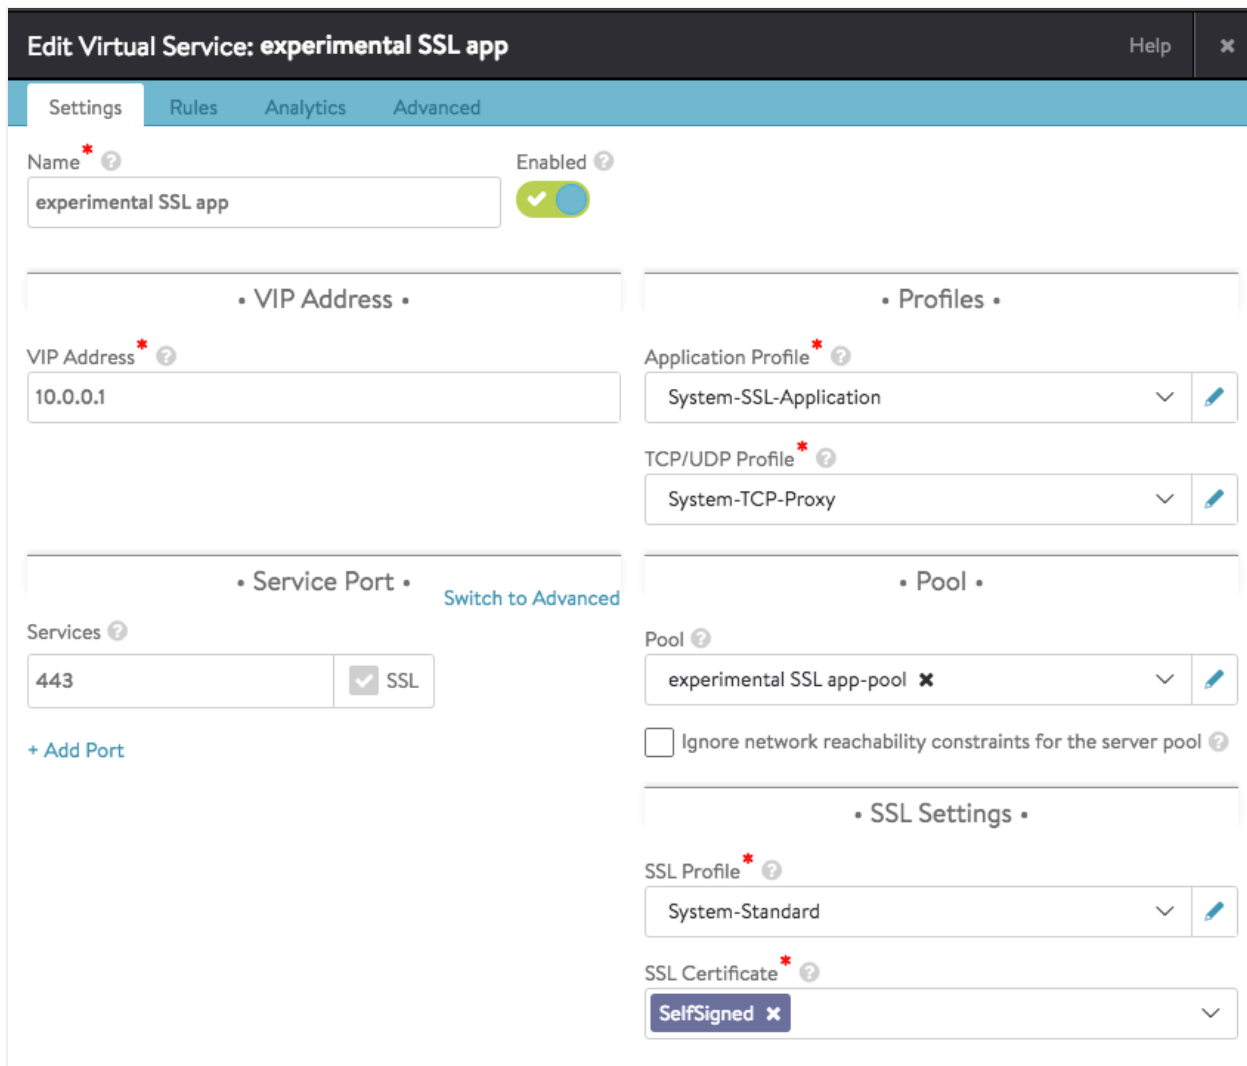 Edit Virtual Service: experimental SSL app Help ×
Settings Rules Analytics Advanced
Name* ? Enabled ?
experimental SSL app
• VIP Address •
VIP Address* ?
10.0.0.1
• Profiles •
Application Profile* ?
System-SSL-Application
TCP/UDP Profile* ?
System-TCP-Proxy
• Service Port •
Switch to Advanced
Services ?
443 SSL
+ Add Port
• Pool •
Pool ?
experimental SSL app-pool ×
Ignore network reachability constraints for the server pool ?
• SSL Settings •
SSL Profile* ?
System-Standard
SSL Certificate* ?
SelfSigned ×